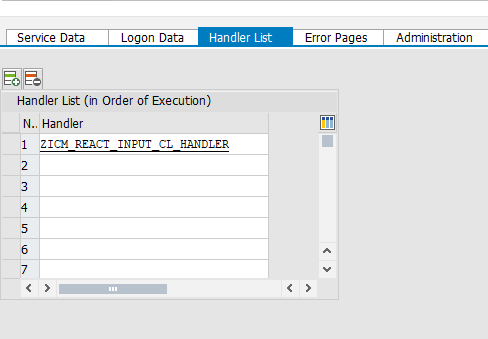 Service Data Logon Data Handler List Error Pages Administration
Handler List (in Order of Execution)
N.. Handler
1 ZICM_REACT_INPUT_CL_HANDLER
2
3
4
5
6
7